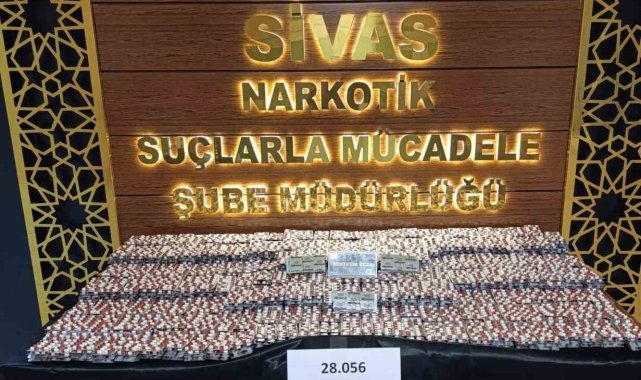 SİVAS
NARKOTİK
SUÇLARLA MÜCADELE
ŞUBE MÜDÜRLÜĞÜ
28.056